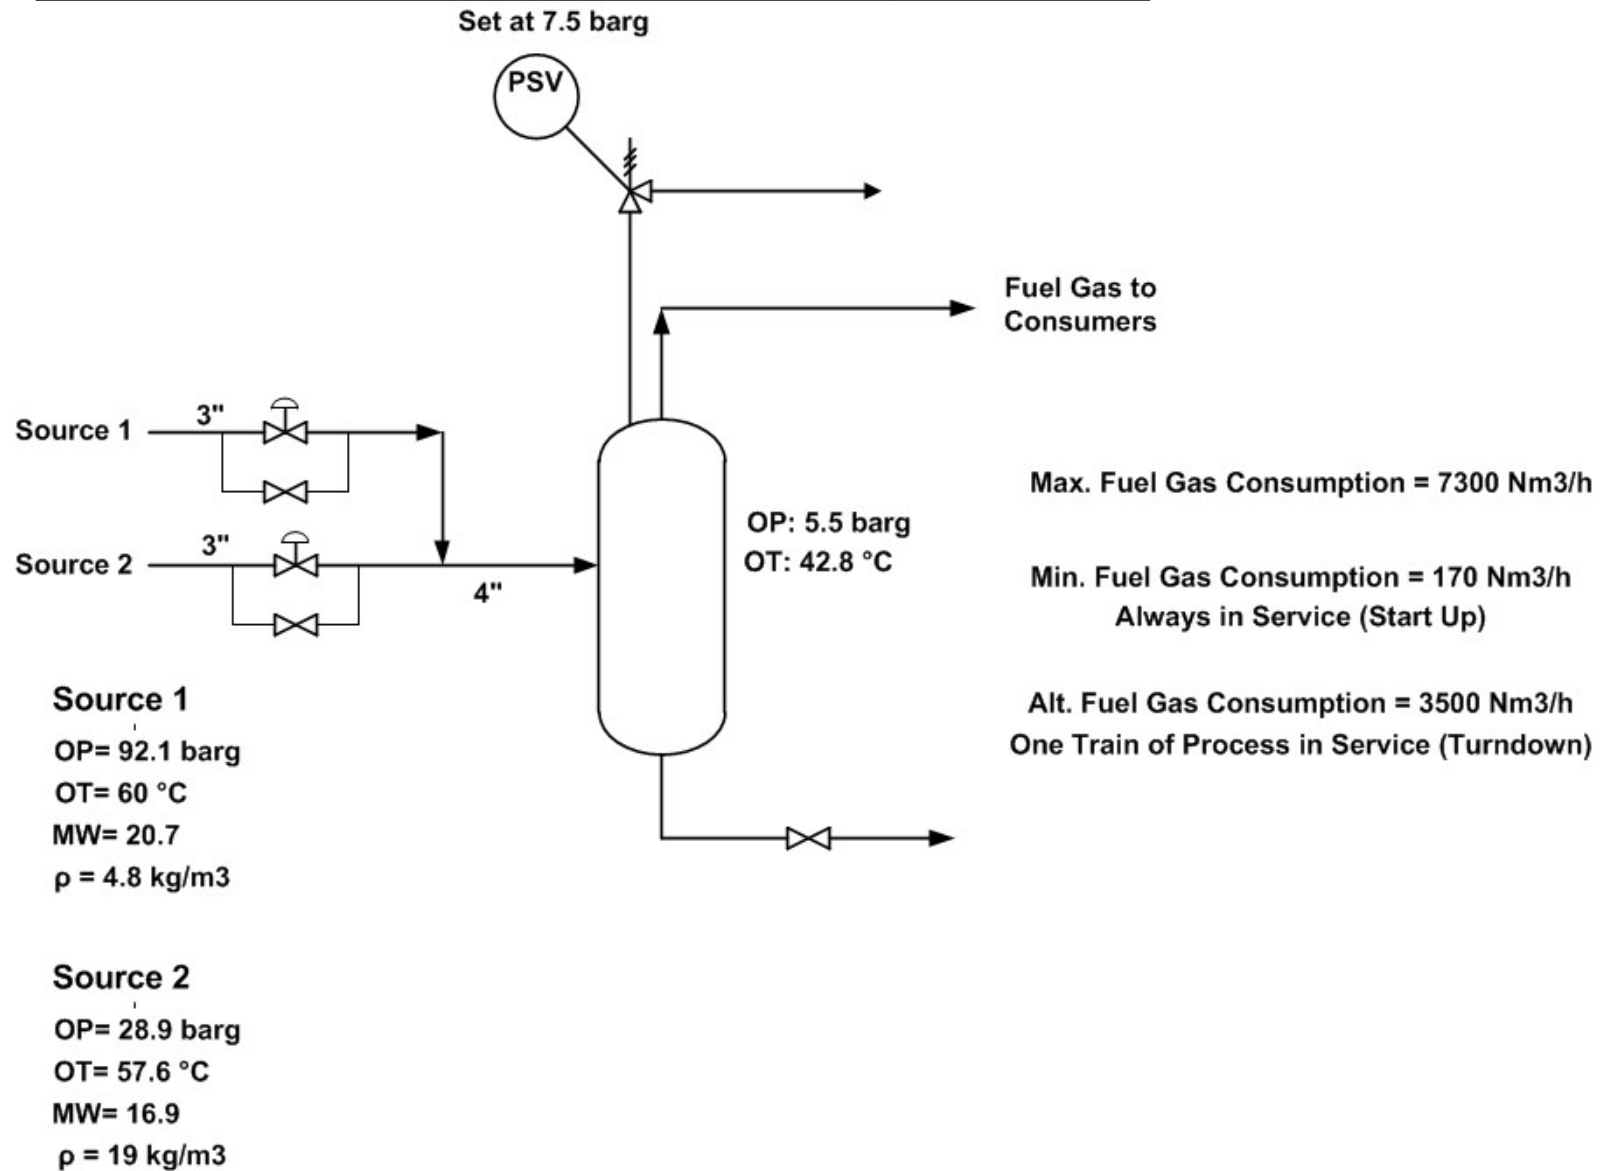 Set at 7.5 barg
PSV
Fuel Gas to
Consumers
3"
Source 1
3"
Source 2
4"
OP: 5.5 barg
OT: 42.8 °C
Max. Fuel Gas Consumption = 7300 Nm3/h
Min. Fuel Gas Consumption = 170 Nm3/h
Always in Service (Start Up)
Alt. Fuel Gas Consumption = 3500 Nm3/h
One Train of Process in Service (Turndown)
Source 1
OP= 92.1 barg
OT= 60 °C
MW= 20.7
ρ = 4.8 kg/m3
Source 2
OP= 28.9 barg
OT= 57.6 °C
MW= 16.9
ρ = 19 kg/m3